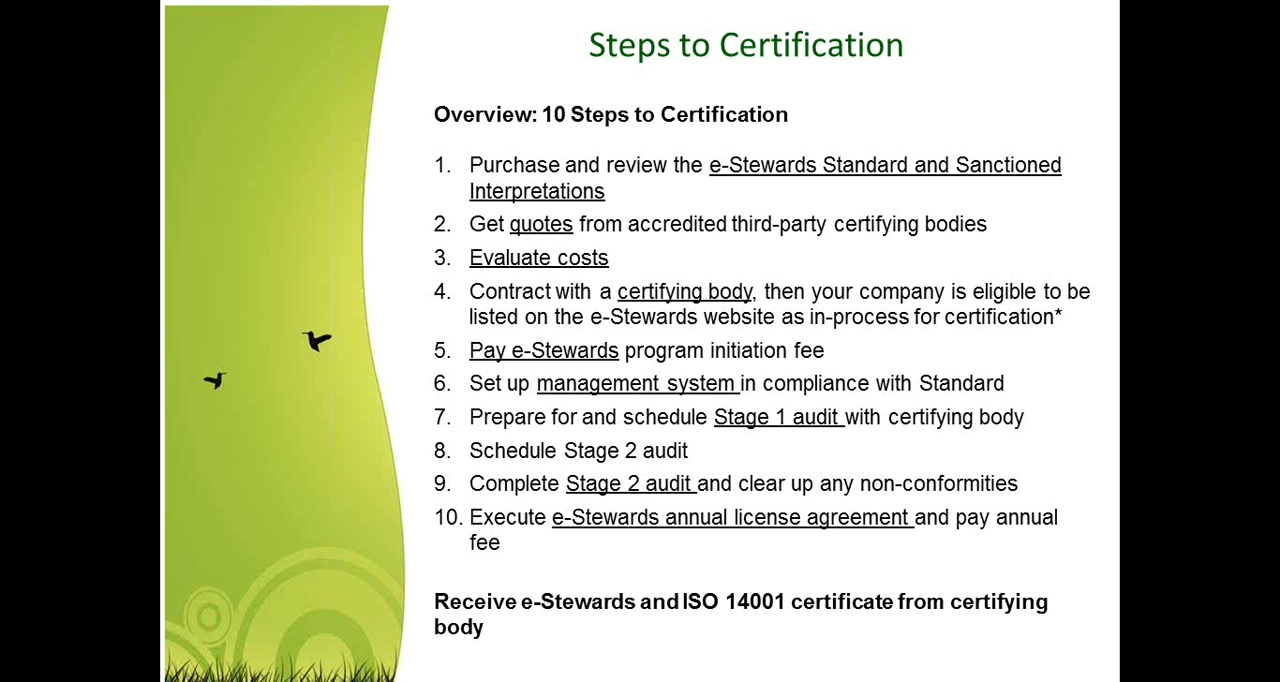 Steps to Certification
Overview: 10 Steps to Certification
1. Purchase and review the e-Stewards Standard and Sanctioned
Interpretations
2. Get quotes from accredited third-party certifying bodies
3. Evaluate costs
4. Contract with a certifying body, then your company is eligible to be
listed on the e-Stewards website as in-process for certification*
5. Pay e-Stewards program initiation fee
6. Set up management system in compliance with Standard
7. Prepare for and schedule Stage 1 audit with certifying body
8. Schedule Stage 2 audit
9. Complete Stage 2 audit and clear up any non-conformities
10. Execute e-Stewards annual license agreement and pay annual
fee
Receive e-Stewards and ISO 14001 certificate from certifying
body